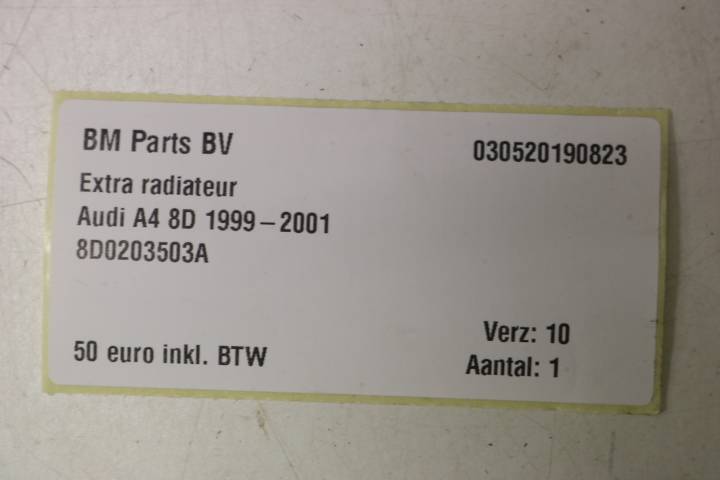 BM Parts BV
030520190823
Extra radiateur
Audi A4 8D 1999–2001
8D0203503A
50 euro inkl. BTW
Verz: 10
Aantal: 1